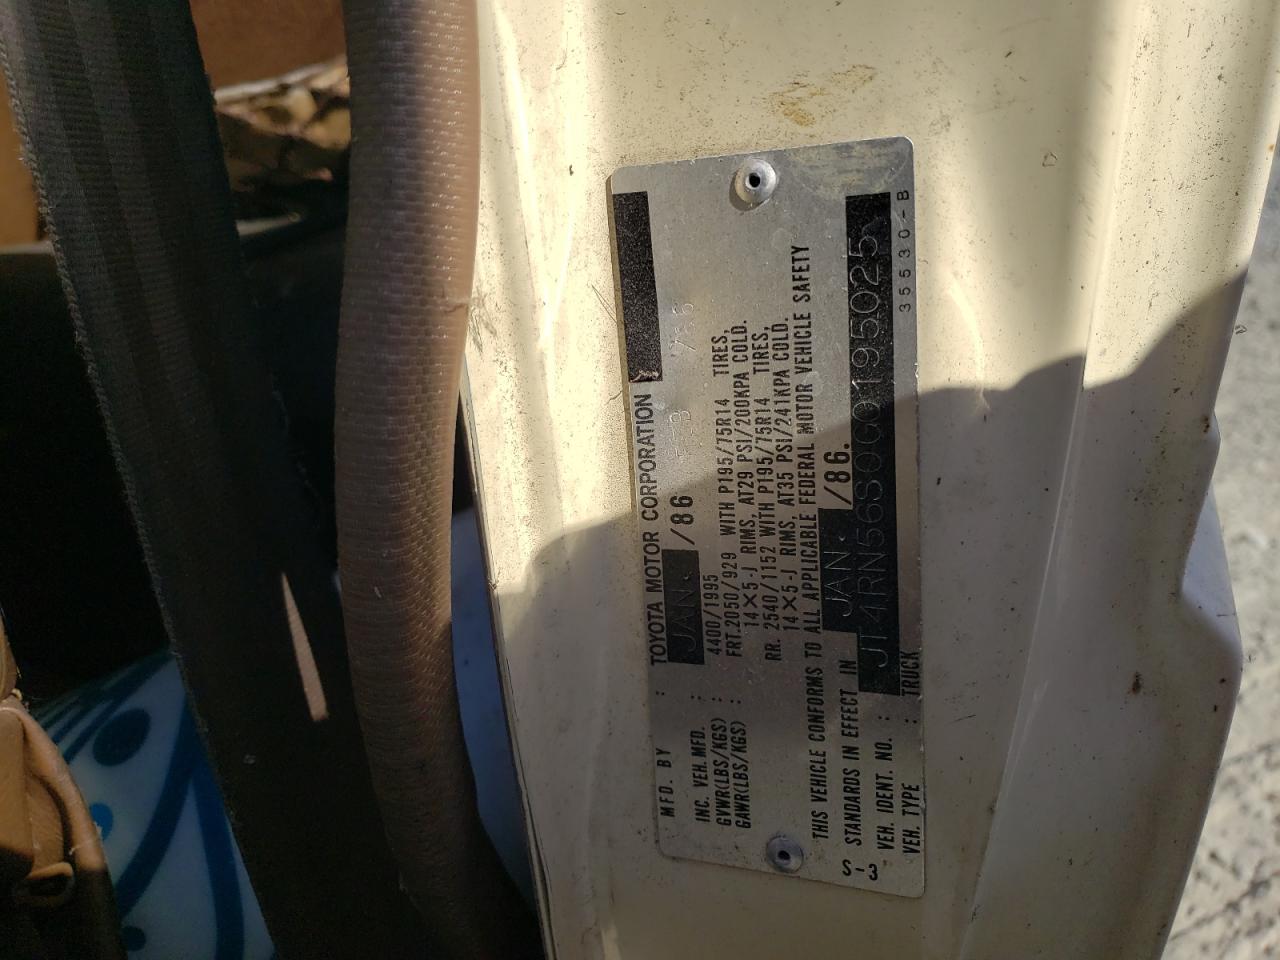 MFD. BY : TOYOTA MOTOR CORPORATION
JAN. /86
INC. VEH. MFD. :
GVWR(LBS/KGS) : 4400/1995
GAWR(LBS/KGS) : FRT. 2050/929 WITH P195/75R14 TIRES,
14×5-J RIMS, AT29 PSI/200KPA COLD.
RR. 2540/1152 WITH P195/75R14 TIRES,
14×5-J RIMS, AT35 PSI/241KPA COLD.
THIS VEHICLE CONFORMS TO ALL APPLICABLE FEDERAL MOTOR VEHICLE SAFETY
STANDARDS IN EFFECT IN JAN. /86.
VEH. IDENT. NO. : JT4RN56S0G0195025
VEH. TYPE : TRUCK
35530-B
S-3